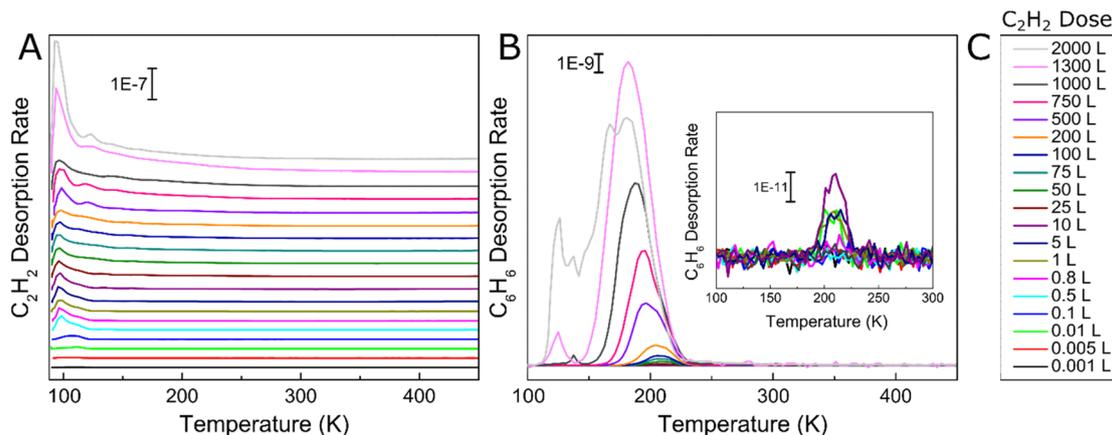 A
C2H2 Desorption Rate
1E-7
100 200 300 400
Temperature (K)
B
C6H6 Desorption Rate
1E-9
100 200 300 400
Temperature (K)
C6H6 Desorption Rate
1E-11
100 150 200 250 300
Temperature (K)
C
C2H2 Dose
2000 L
1300 L
1000 L
750 L
500 L
200 L
100 L
75 L
50 L
25 L
10 L
5 L
1 L
0.8 L
0.5 L
0.1 L
0.01 L
0.005 L
0.001 L